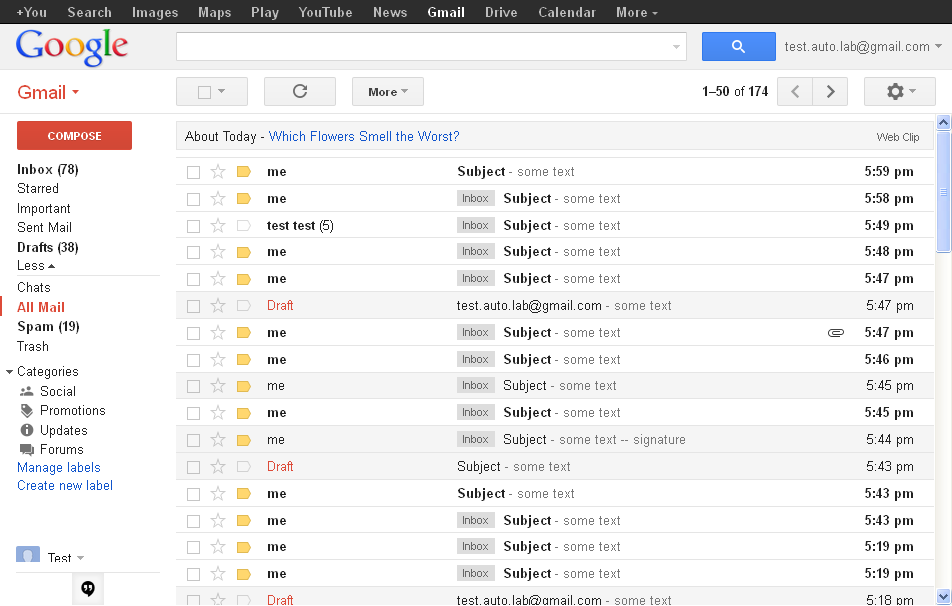 +You Search Images Maps Play YouTube News Gmail Drive Calendar More
Google
test.auto.lab@gmail.com
Gmail
More
1–50 of 174
COMPOSE
Inbox (78)
Starred
Important
Sent Mail
Drafts (38)
Less
Chats
All Mail
Spam (19)
Trash
Categories
Social
Promotions
Updates
Forums
Manage labels
Create new label
Test
About Today - Which Flowers Smell the Worst? Web Clip
me Subject - some text 5:59 pm
me Inbox Subject - some text 5:58 pm
test test (5) Inbox Subject - some text 5:49 pm
me Inbox Subject - some text 5:48 pm
me Inbox Subject - some text 5:47 pm
Draft test.auto.lab@gmail.com - some text 5:47 pm
me Inbox Subject - some text 5:47 pm
me Inbox Subject - some text 5:46 pm
me Inbox Subject - some text 5:45 pm
me Inbox Subject - some text 5:45 pm
me Inbox Subject - some text -- signature 5:44 pm
Draft Subject - some text 5:43 pm
me Subject - some text 5:43 pm
me Inbox Subject - some text 5:43 pm
me Inbox Subject - some text 5:19 pm
me Inbox Subject - some text 5:19 pm
Draft test.auto.lab@gmail.com - some text 5:18 pm